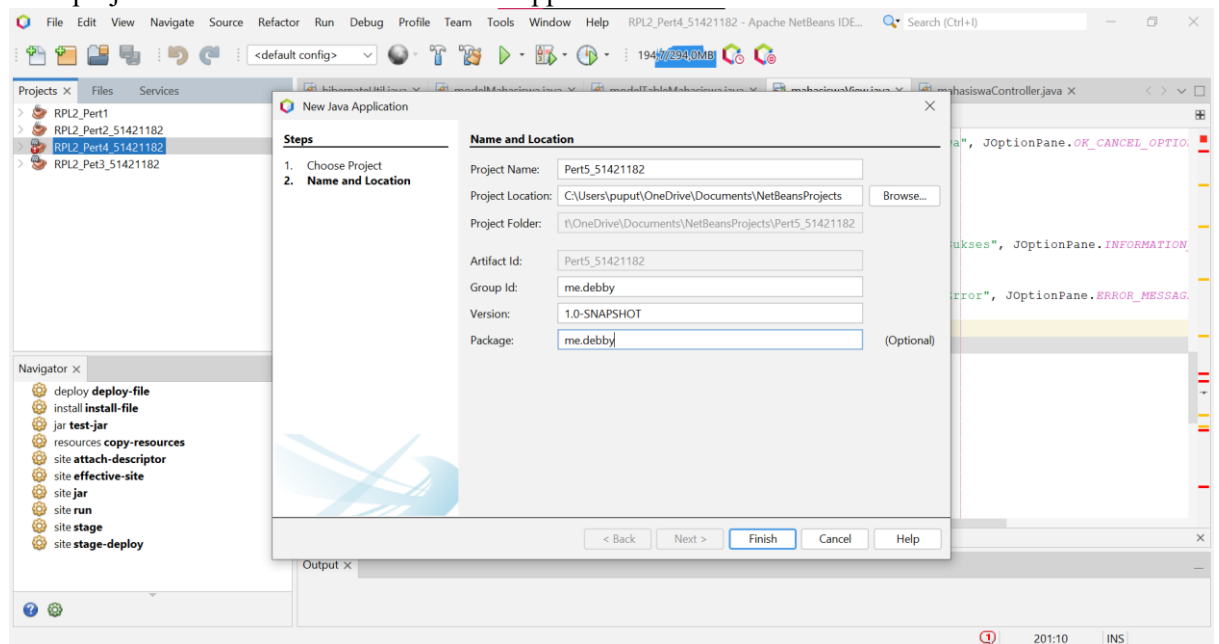 File Edit View Navigate Source Refactor Run Debug Profile Team Tools Window Help RPL2_Pert4_51421182 - Apache NetBeans IDE... Search (Ctrl+I)
<default config> 194,7/294,0MB
Projects Files Services
mahasiswaController.java
RPL2_Pert1
RPL2_Pert2_51421182
RPL2_Pert4_51421182
RPL2_Pet3_51421182
New Java Application
Steps
1. Choose Project
2. Name and Location
Name and Location
Project Name: Pert5_51421182
Project Location: C:\Users\puput\OneDrive\Documents\NetBeansProjects Browse...
Project Folder: t\OneDrive\Documents\NetBeansProjects\Pert5_51421182
Artifact Id: Pert5_51421182
Group Id: me.debby
Version: 1.0-SNAPSHOT
Package: me.debby (Optional)
< Back Next > Finish Cancel Help
a", JOptionPane.OK_CANCEL_OPTIO
ukses", JOptionPane.INFORMATION_
rror", JOptionPane.ERROR_MESSAG
Navigator
deploy deploy-file
install install-file
jar test-jar
resources copy-resources
site attach-descriptor
site effective-site
site jar
site run
site stage
site stage-deploy
Output
1 201:10 INS